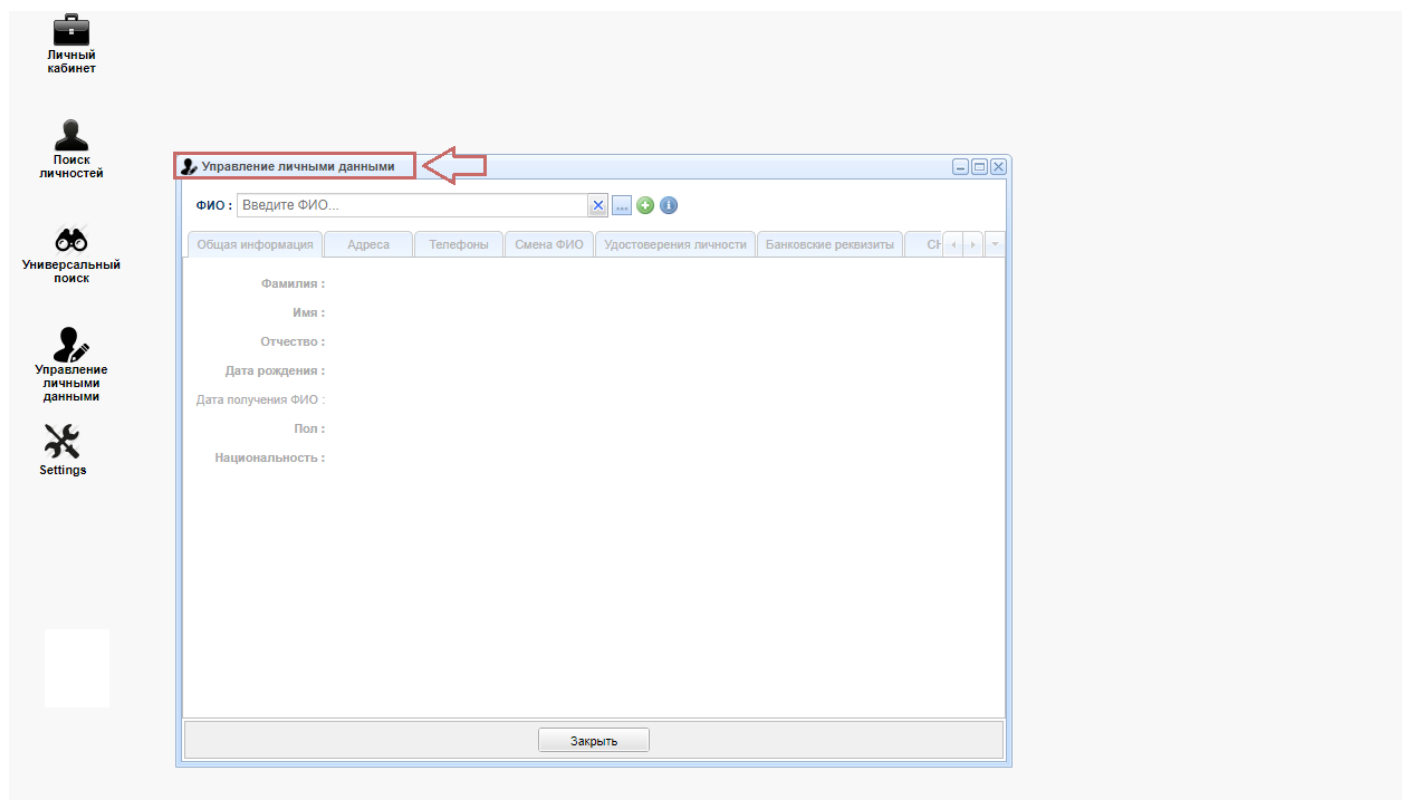 Личный
кабинет
Поиск
личностей
Универсальный
поиск
Управление
личными
данными
Settings
Управление личными данными
ФИО : Введите ФИО... ...
Общая информация Адреса Телефоны Смена ФИО Удостоверения личности Банковские реквизиты
Фамилия :
Имя :
Отчество :
Дата рождения :
Дата получения ФИО :
Пол :
Национальность :
Закрыть